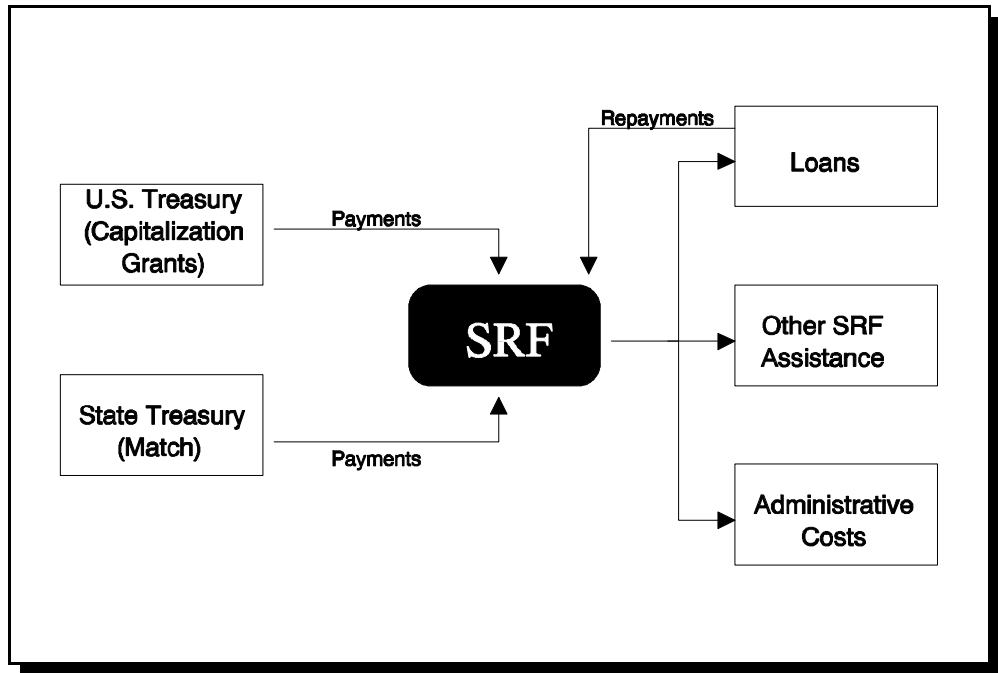 Repayments
Loans
U.S. Treasury
(Capitalization
Grants)
Payments
SRF
Other SRF
Assistance
State Treasury
(Match)
Payments
Administrative
Costs